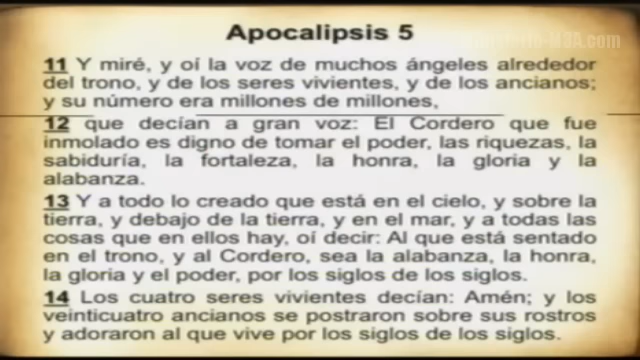 Apocalipsis 5
11 Y miré, y oí la voz de muchos ángeles alrededor
del trono, y de los seres vivientes, y de los ancianos;
y su número era millones de millones,
12 que decían a gran voz: El Cordero que fue
inmolado es digno de tomar el poder, las riquezas, la
sabiduría, la fortaleza, la honra, la gloria y la
alabanza.
13 Y a todo lo creado que está en el cielo, y sobre la
tierra, y debajo de la tierra, y en el mar, y a todas las
cosas que en ellos hay, oí decir: Al que está sentado
en el trono, y al Cordero, sea la alabanza, la honra,
la gloria y el poder, por los siglos de los siglos.
14 Los cuatro seres vivientes decían: Amén; y los
veinticuatro ancianos se postraron sobre sus rostros
y adoraron al que vive por los siglos de los siglos.